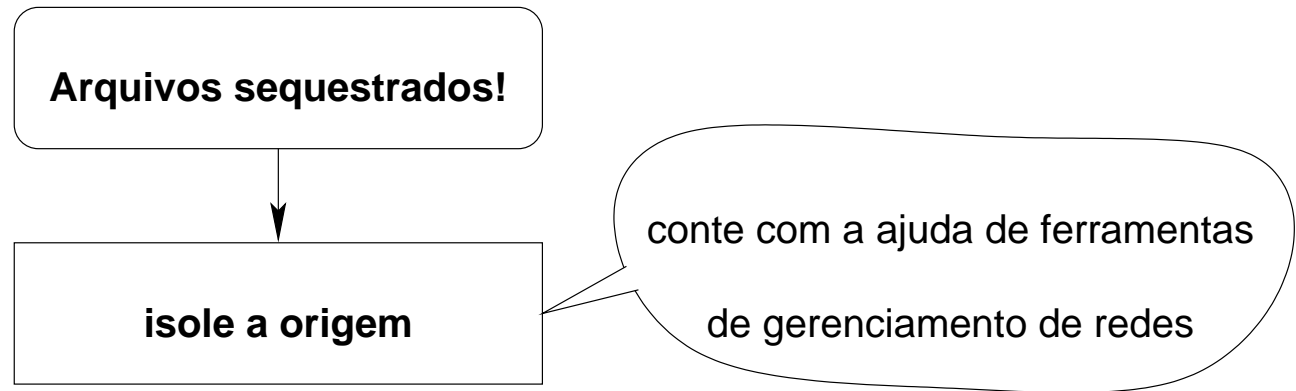 Arquivos sequestrados!
isole a origem
conte com a ajuda de ferramentas
de gerenciamento de redes